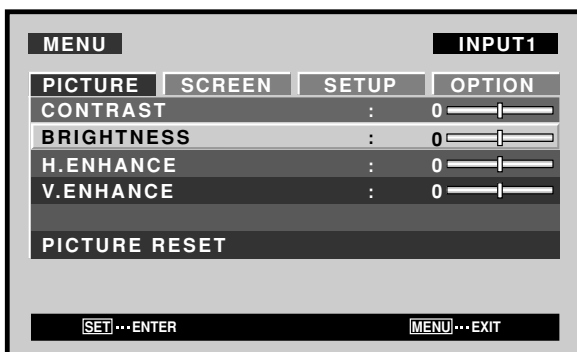 MENU INPUT1
PICTURE SCREEN SETUP OPTION
CONTRAST : 0
BRIGHTNESS : 0
H.ENHANCE : 0
V.ENHANCE : 0
PICTURE RESET
SET ··· ENTER MENU ··· EXIT